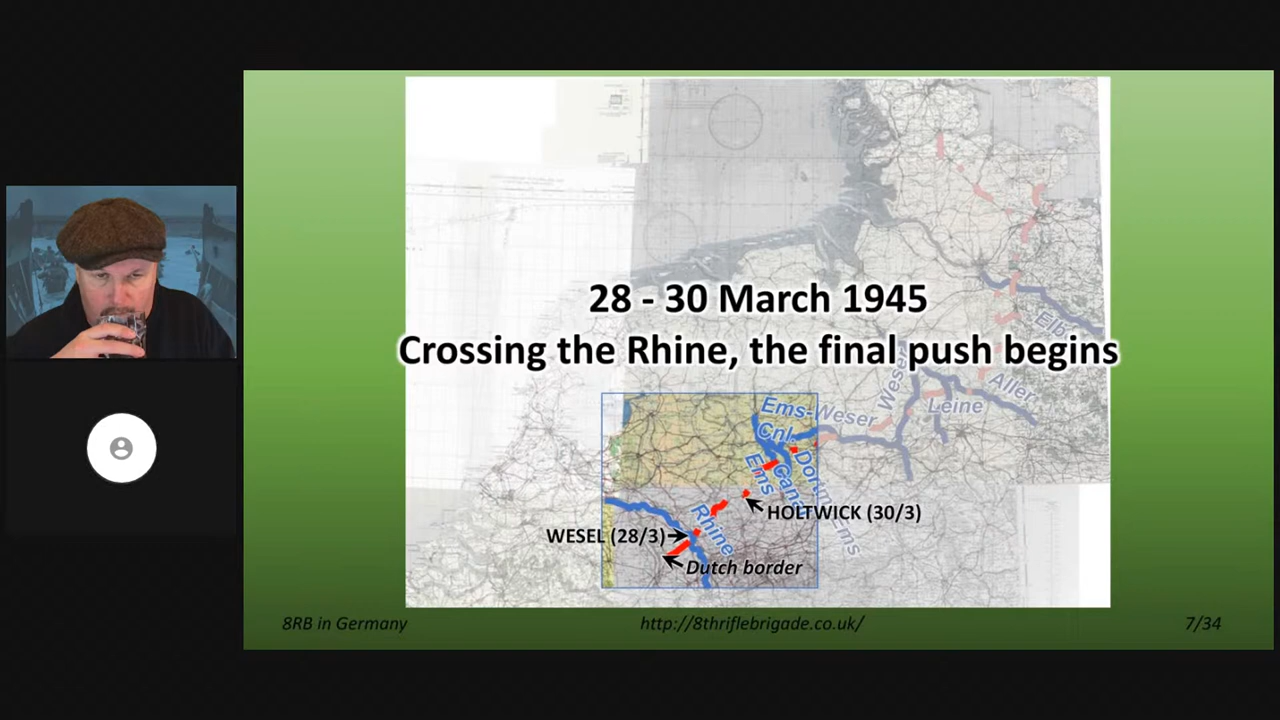 28 - 30 March 1945
Crossing the Rhine, the final push begins
Elbe
Weser
Aller
Leine
Ems-Weser
Cnl.
Dortm Ems
Canal
Ems
HOLTWICK (30/3)
Rhine
WESEL (28/3)
Dutch border
8RB in Germany
http://8thriflebrigade.co.uk/
7/34